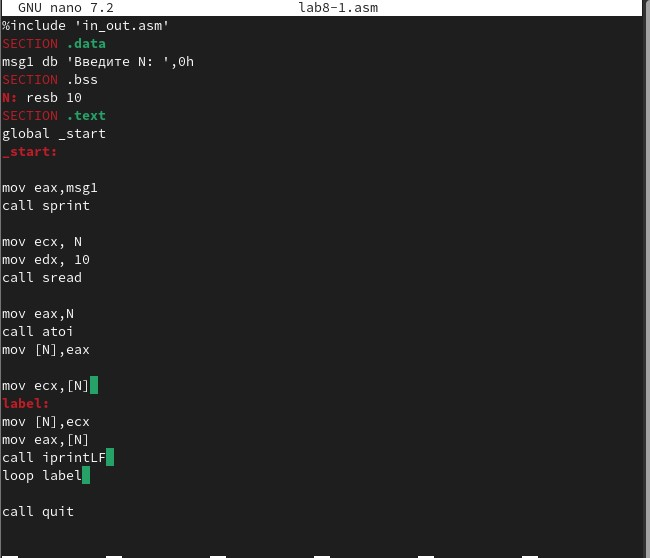 GNU nano 7.2 lab8-1.asm
%include 'in_out.asm'
SECTION .data
msg1 db 'Введите N: ',0h
SECTION .bss
N: resb 10
SECTION .text
global _start
_start:
mov eax,msg1
call sprint
mov ecx, N
mov edx, 10
call sread
mov eax,N
call atoi
mov [N],eax
mov ecx,[N]
label:
mov [N],ecx
mov eax,[N]
call iprintLF
loop label
call quit